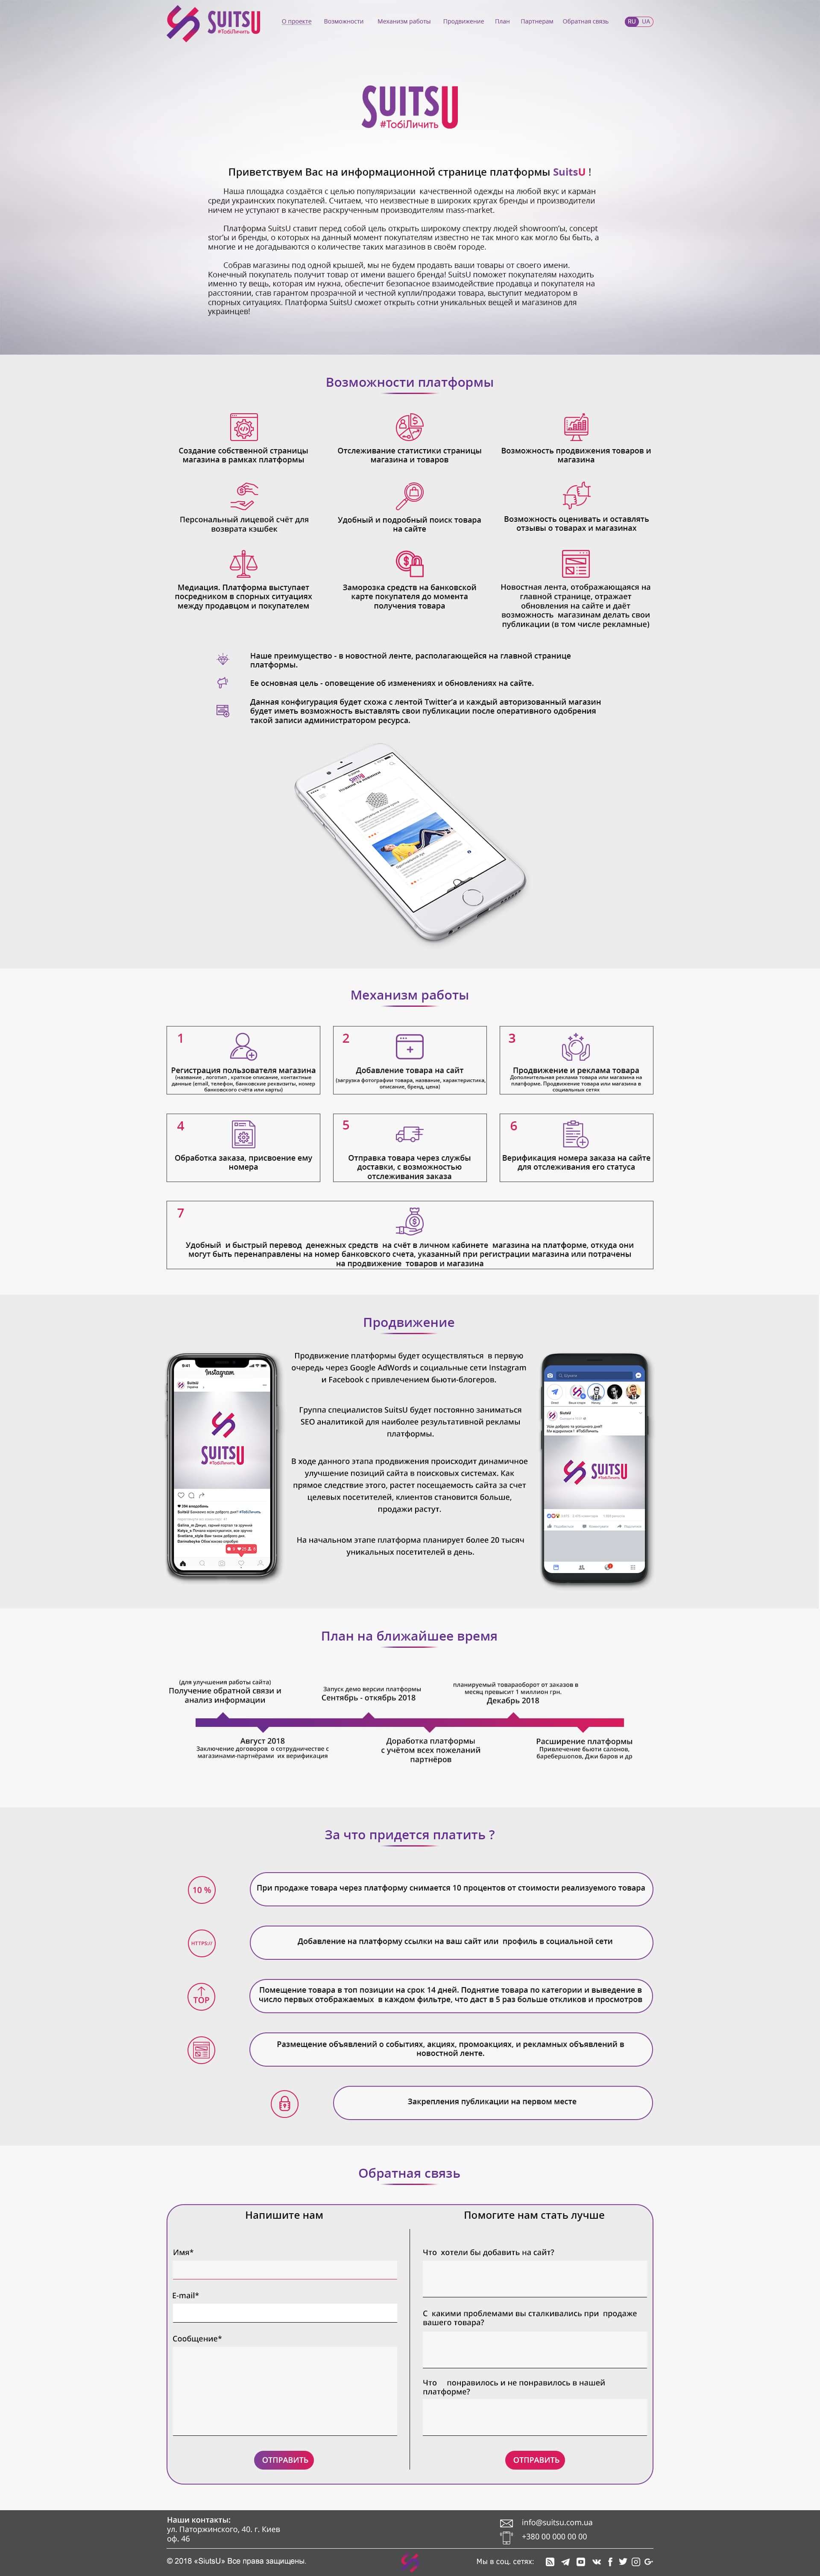 SUITSU
#ТобіЛичить
О проекте Возможности Механизм работы Продвижение План Партнерам Обратная связь RU UA
SUITSU
#ТобіЛичить
Приветствуем Вас на информационной странице платформы SuitsU !
Наша площадка создаётся с целью популяризации качественной одежды на любой вкус и карман
среди украинских покупателей. Считаем, что неизвестные в широких кругах бренды и производители
ничем не уступают в качестве раскрученным производителям mass-market.
Платформа SuitsU ставит перед собой цель открыть широкому спектру людей showroom'ы, concept
stor'ы и бренды, о которых на данный момент покупателям известно не так много как могло бы быть, а
многие и не догадываются о количестве таких магазинов в своём городе.
Собрав магазины под одной крышей, мы не будем продавть ваши товары от своего имени.
Конечный покупатель получит товар от имени вашего бренда! SuitsU поможет покупателям находить
именно ту вещь, которая им нужна, обеспечит безопасное взаимодействие продавца и покупателя на
расстоянии, став гарантом прозрачной и честной купли/продажи товара, выступит медиатором в
спорных ситуациях. Платформа SuitsU сможет открыть сотни уникальных вещей и магазинов для
украинцев!
Возможности платформы
Создание собственной страницы
магазина в рамках платформы
Отслеживание статистики страницы
магазина и товаров
Возможность продвижения товаров и
магазина
Персональный лицевой счёт для
возврата кэшбек
Удобный и подробный поиск товара
на сайте
Возможность оценивать и оставлять
отзывы о товарах и магазинах
Медиация. Платформа выступает
посредником в спорных ситуациях
между продавцом и покупателем
Заморозка средств на банковской
карте покупателя до момента
получения товара
Новостная лента, отображающаяся на
главной странице, отражает
обновления на сайте и даёт
возможность магазинам делать свои
публикации (в том числе рекламные)
Наше преимущество - в новостной ленте, располагающейся на главной странице
платформы.
Ее основная цель - оповещение об изменениях и обновлениях на сайте.
Данная конфигурация будет схожа с лентой Twitter'а и каждый авторизованный магазин
будет иметь возможность выставлять свои публикации после оперативного одобрения
такой записи администратором ресурса.
SUITSU
Механизм работы
1
Регистрация пользователя магазина
(название , логотип , краткое описание, контактные
данные (email, телефон, банковские реквизиты, номер
банковского счёта или карты)
2
Добавление товара на сайт
(загрузка фотографии товара, название, характеристика,
описание, бренд, цена)
3
Продвижение и реклама товара
Дополнительная реклама товара или магазина на
платформе. Продвижение товара или магазина в
социальных сетях
4
Обработка заказа, присвоение ему
номера
5
Отправка товара через службы
доставки, с возможностью
отслеживания заказа
6
Верификация номера заказа на сайте
для отслеживания его статуса
7
Удобный и быстрый перевод денежных средств на счёт в личном кабинете магазина на платформе, откуда они
могут быть перенаправлены на номер банковского счета, указанный при регистрации магазина или потрачены
на продвижение товаров и магазина
Продвижение
9:41
Instagram
SUITSU
#ТобіЛичить
Продвижение платформы будет осуществляться в первую
очередь через Google AdWords и социальные сети Instagram
и Facebook с привлечением бьюти-блогеров.
Группа специалистов SuitsU будет постоянно заниматься
SEO аналитикой для наиболее результативной рекламы
платформы.
В ходе данного этапа продвижения происходит динамичное
улучшение позиций сайта в поисковых системах. Как
прямое следствие этого, растет посещаемость сайта за счет
целевых посетителей, клиентов становится больше,
продажи растут.
На начальном этапе платформа планирует более 20 тысяч
уникальных посетителей в день.
SUITSU
#ТобіЛичить
План на ближайшее время
(для улучшения работы сайта)
Получение обратной связи и
анализ информации
Запуск демо версии платформы
Сентябрь - откябрь 2018
планируемый товараоборот от заказов в
месяц превысит 1 миллион грн.
Декабрь 2018
Август 2018
Заключение договоров о сотрудничестве с
магазинами-партнёрами их верификация
Доработка платформы
с учётом всех пожеланий
партнёров
Расширение платформы
Привлечение бьюти салонов,
баребершопов, Джи баров и др
За что придется платить ?
10 %
При продаже товара через платформу снимается 10 процентов от стоимости реализуемого товара
HTTPS://
Добавление на платформу ссылки на ваш сайт или профиль в социальной сети
TOP
Помещение товара в топ позиции на срок 14 дней. Поднятие товара по категории и выведение в
число первых отображаемых в каждом фильтре, что даст в 5 раз больше откликов и просмотров
Размещение объявлений о событиях, акциях, промоакциях, и рекламных объявлений в
новостной ленте.
Закрепления публикации на первом месте
Обратная связь
Напишите нам
Имя*
E-mail*
Сообщение*
ОТПРАВИТЬ
Помогите нам стать лучше
Что хотели бы добавить на сайт?
С какими проблемами вы сталкивались при продаже
вашего товара?
Что понравилось и не понравилось в нашей
платформе?
ОТПРАВИТЬ
Наши контакты:
ул. Паторжинского, 40. г. Киев
оф. 46
info@suitsu.com.ua
+380 00 000 00 00
© 2018 «SiutsU» Все права защищены.
Мы в соц. сетях: